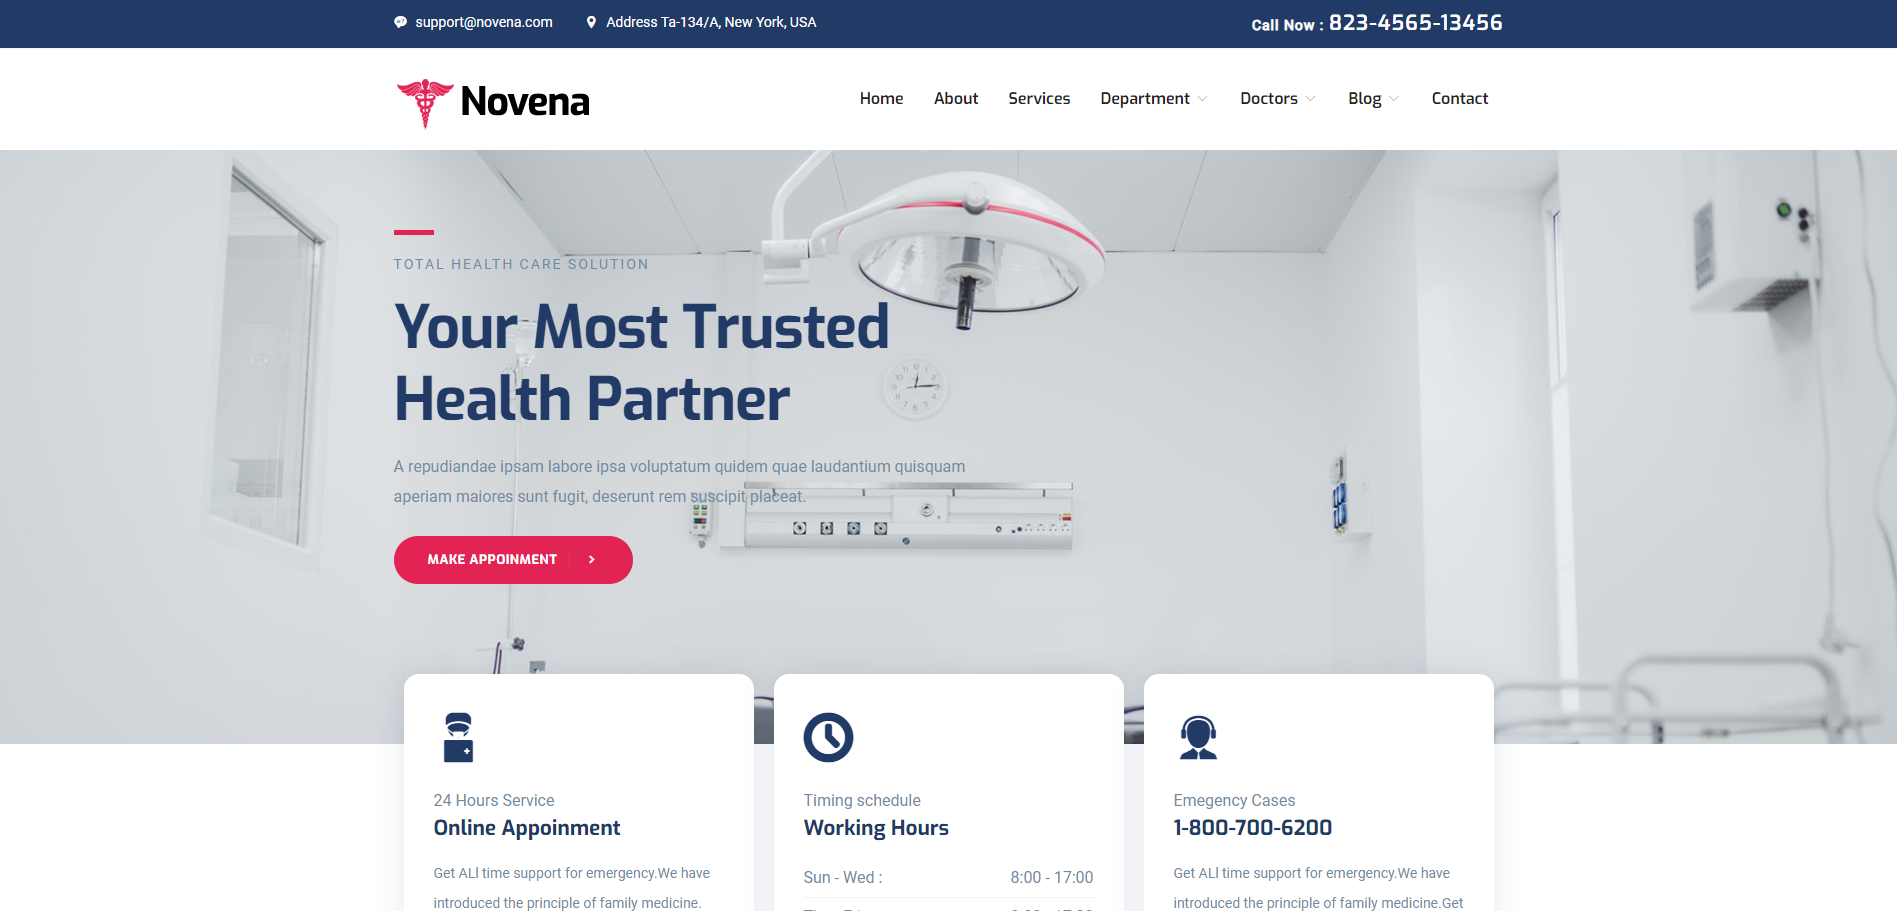 support@novena.com
Address Ta-134/A, New York, USA
Call Now : 823-4565-13456
Novena
Home
About
Services
Department
Doctors
Blog
Contact
TOTAL HEALTH CARE SOLUTION
Your Most Trusted
Health Partner
A repudiandae ipsam labore ipsa voluptatum quidem quae laudantium quisquam
aperiam maiores sunt fugit, deserunt rem suscipit placeat.
MAKE APPOINMENT
24 Hours Service
Online Appoinment
Get ALl time support for emergency.We have
introduced the principle of family medicine.
Timing schedule
Working Hours
Sun - Wed : 8:00 - 17:00
Emegency Cases
1-800-700-6200
Get ALl time support for emergency.We have
introduced the principle of family medicine.Get